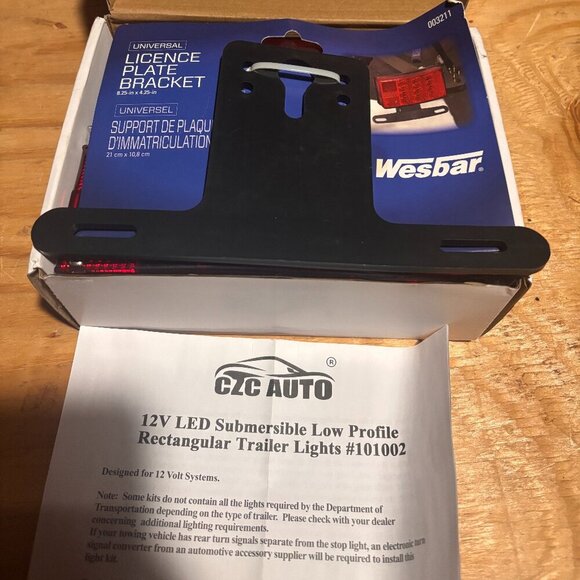 003211
UNIVERSAL
LICENCE
PLATE
BRACKET
8.25-in x 4.25-in
UNIVERSEL
SUPPORT DE PLAQU
D'IMMATRICULATION
21 cm x 10,8 cm
Wesbar®
CZC AUTO ®
12V LED Submersible Low Profile
Rectangular Trailer Lights #101002
Designed for 12 Volt Systems.
Note: Some kits do not contain all the lights required by the Department of
Transportation depending on the type of trailer. Please check with your dealer
concerning additional lighting requirements.
If your towing vehicle has rear turn signals separate from the stop light, an electronic turn
signal converter from an automotive accessory supplier will be required to install this
light kit.